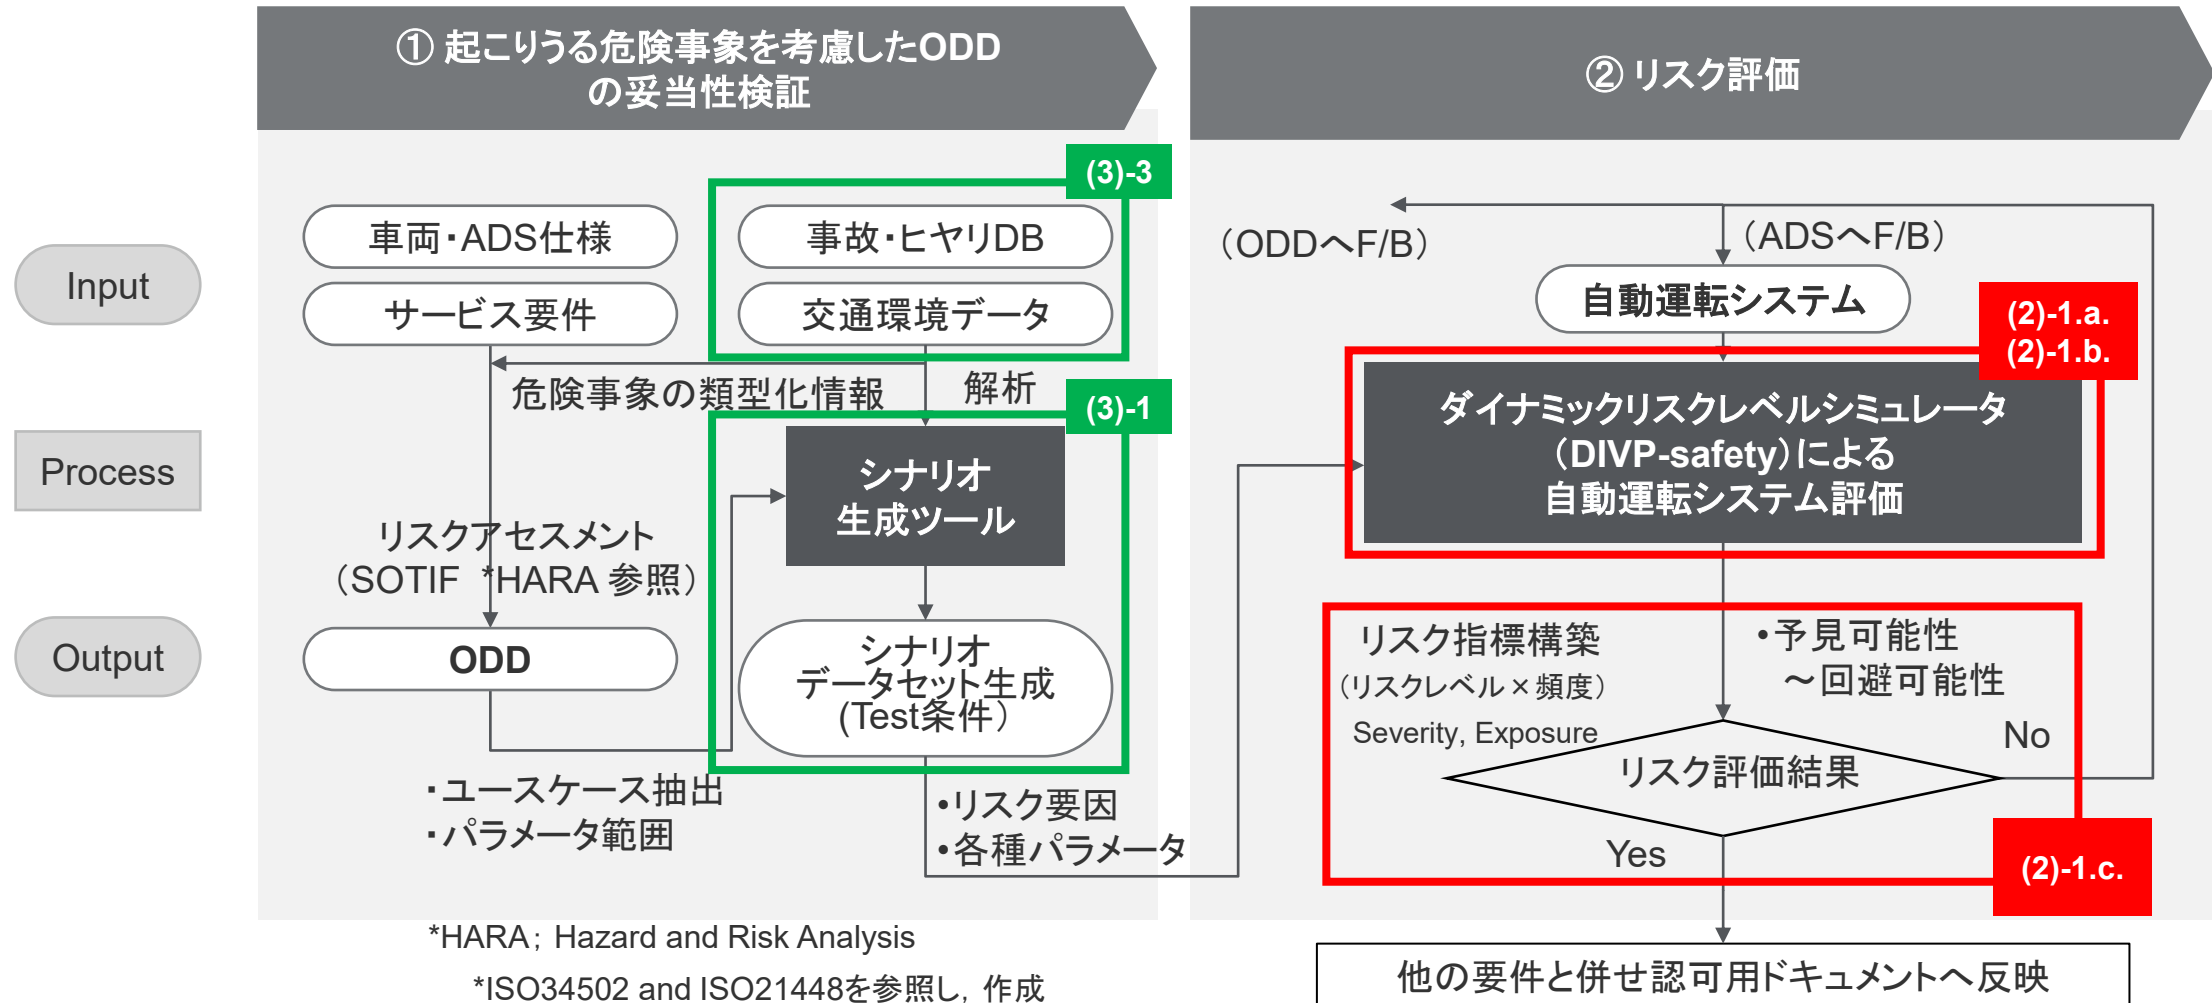 ① 起こりうる危険事象を考慮したODD
の妥当性検証
② リスク評価
Input
Process
Output
(3)-3
車両・ADS仕様
サービス要件
事故・ヒヤリDB
交通環境データ
危険事象の類型化情報
解析
(3)-1
シナリオ
生成ツール
リスクアセスメント
（SOTIF *HARA 参照）
ODD
シナリオ
データセット生成
(Test条件）
・ユースケース抽出
・パラメータ範囲
•リスク要因
•各種パラメータ
*HARA；Hazard and Risk Analysis
*ISO34502 and ISO21448を参照し，作成
（ODDへF/B）
（ADSへF/B）
自動運転システム
(2)-1.a.
(2)-1.b.
ダイナミックリスクレベルシミュレータ
（DIVP-safety）による
自動運転システム評価
リスク指標構築
（リスクレベル×頻度）
Severity, Exposure
•予見可能性
～回避可能性
リスク評価結果
No
Yes
(2)-1.c.
他の要件と併せ認可用ドキュメントへ反映